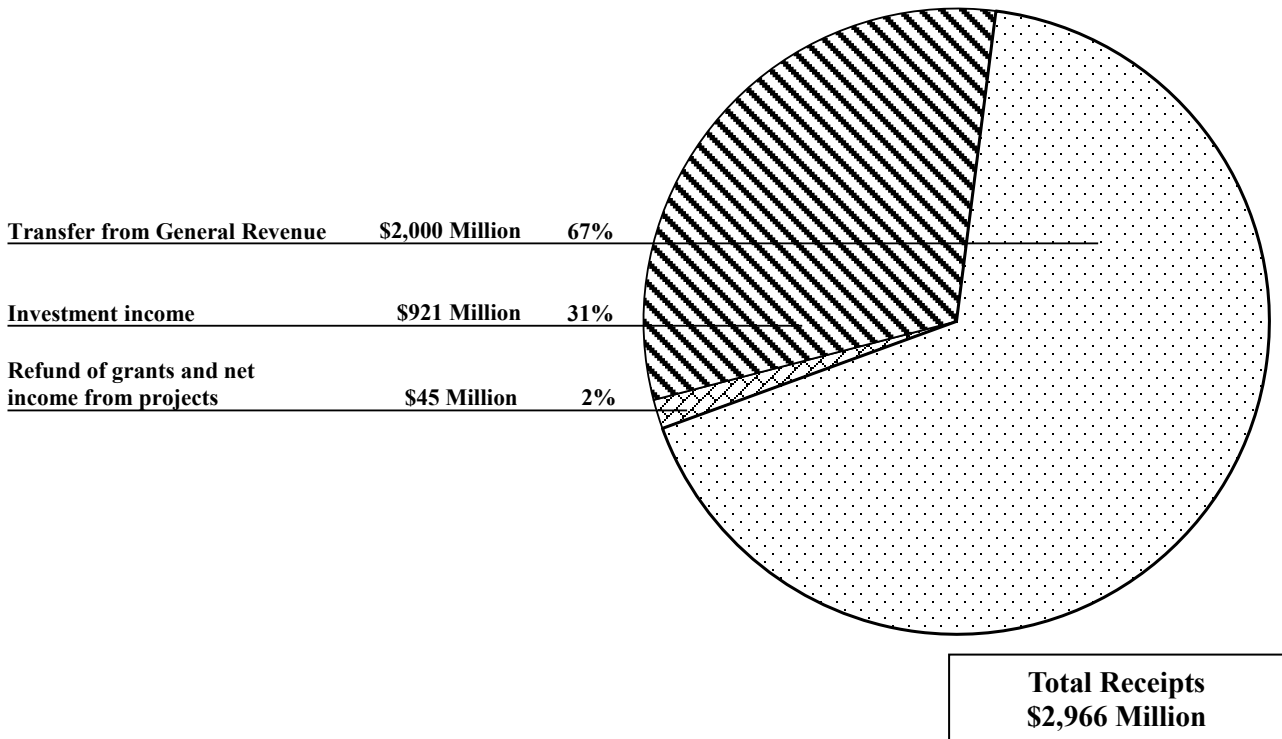 Transfer from General Revenue $2,000 Million 67%
Investment income $921 Million 31%
Refund of grants and net
income from projects $45 Million 2%
Total Receipts
$2,966 Million